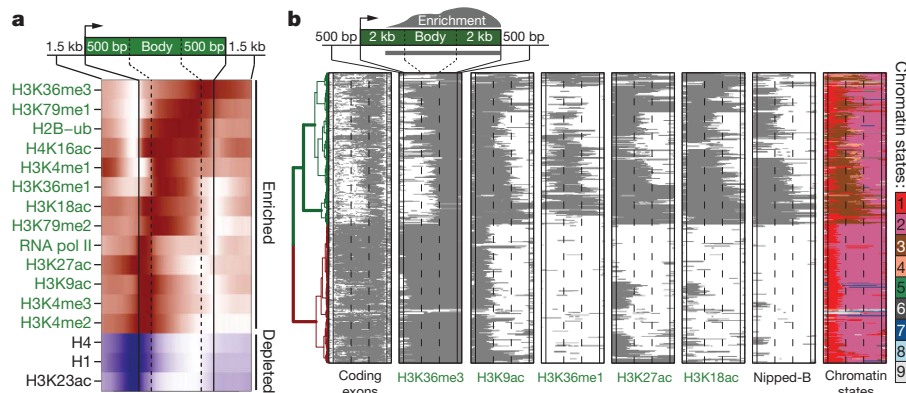 a
1.5 kb 500 bp Body 500 bp 1.5 kb
H3K36me3
H3K79me1
H2B–ub
H4K16ac
H3K4me1
H3K36me1
H3K18ac
H3K79me2
RNA pol II
H3K27ac
H3K9ac
H3K4me3
H3K4me2
H4
H1
H3K23ac
Enriched
Depleted
b
Enrichment
500 bp 2 kb Body 2 kb 500 bp
Coding exons
H3K36me3
H3K9ac
H3K36me1
H3K27ac
H3K18ac
Nipped-B
Chromatin states
Chromatin states:
1
2
3
4
5
6
7
8
9